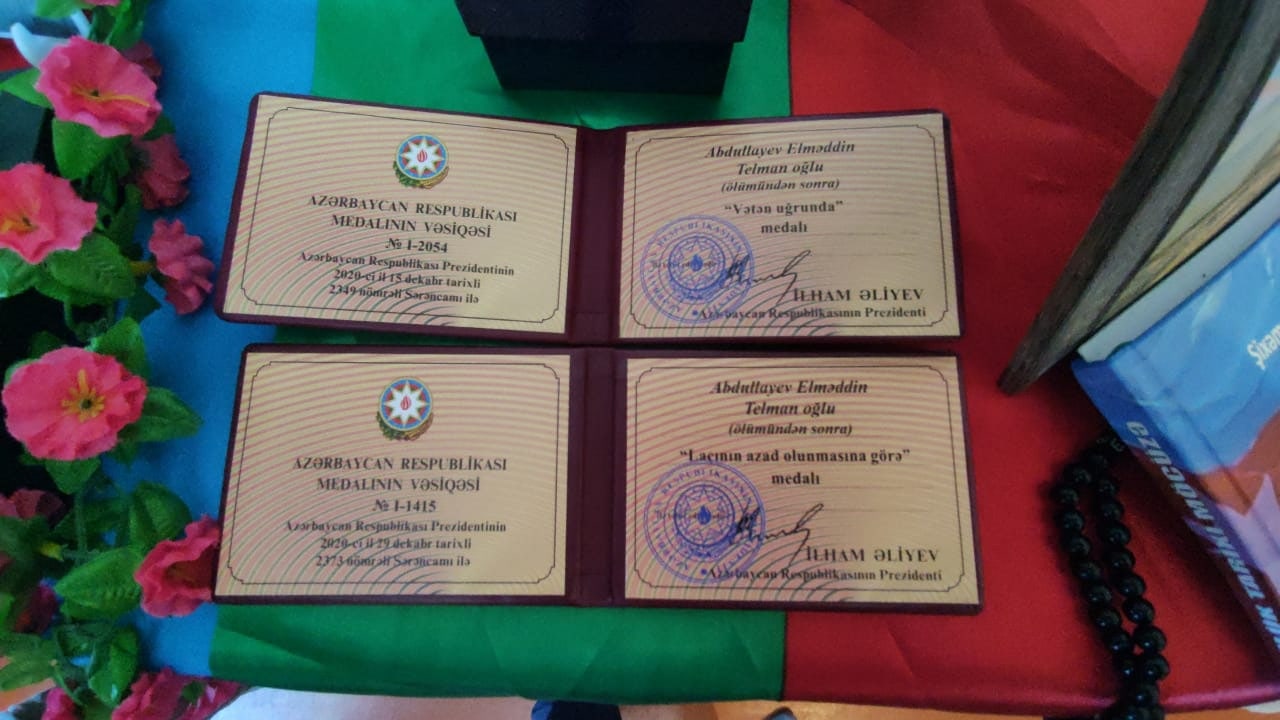 AZƏRBAYCAN RESPUBLİKASI
MEDALININ VƏSİQƏSİ
№ I-2054
Azərbaycan Respublikası Prezidentinin
2020-ci il 15 dekabr tarixli
2349 nömrəli Sərəncamı ilə
Abdullayev Elməddin
Telman oğlu
(ölümündən sonra)
“Vətən uğrunda”
medalı
İLHAM ƏLİYEV
Azərbaycan Respublikasının Prezidenti
AZƏRBAYCAN RESPUBLİKASI
MEDALININ VƏSİQƏSİ
№ I-1415
Azərbaycan Respublikası Prezidentinin
2020-ci il 29 dekabr tarixli
2373 nömrəli Sərəncamı ilə
Abdullayev Elməddin
Telman oğlu
(ölümündən sonra)
“Laçının azad olunmasına görə”
medalı
İLHAM ƏLİYEV
Azərbaycan Respublikasının Prezidenti